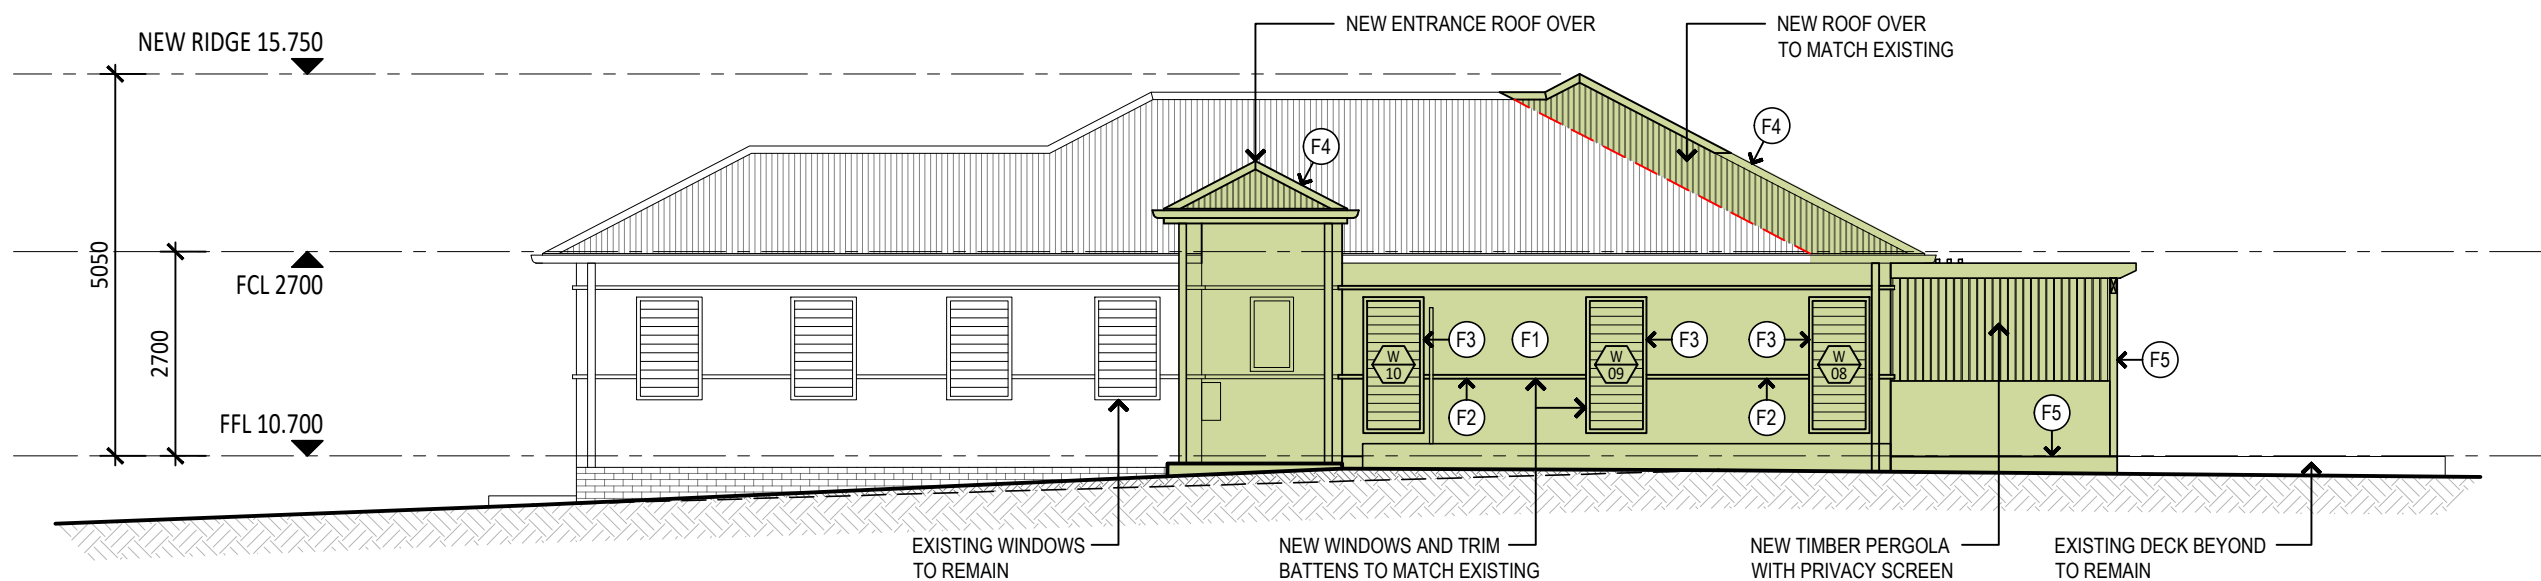 NEW RIDGE 15.750
NEW ENTRANCE ROOF OVER
NEW ROOF OVER
TO MATCH EXISTING
F4
F4
5050
2700
FCL 2700
FFL 10.700
F3
F1
F3
F3
W
10
W
09
W
08
F5
F2
F2
F5
EXISTING WINDOWS
TO REMAIN
NEW WINDOWS AND TRIM
BATTENS TO MATCH EXISTING
NEW TIMBER PERGOLA
WITH PRIVACY SCREEN
EXISTING DECK BEYOND
TO REMAIN